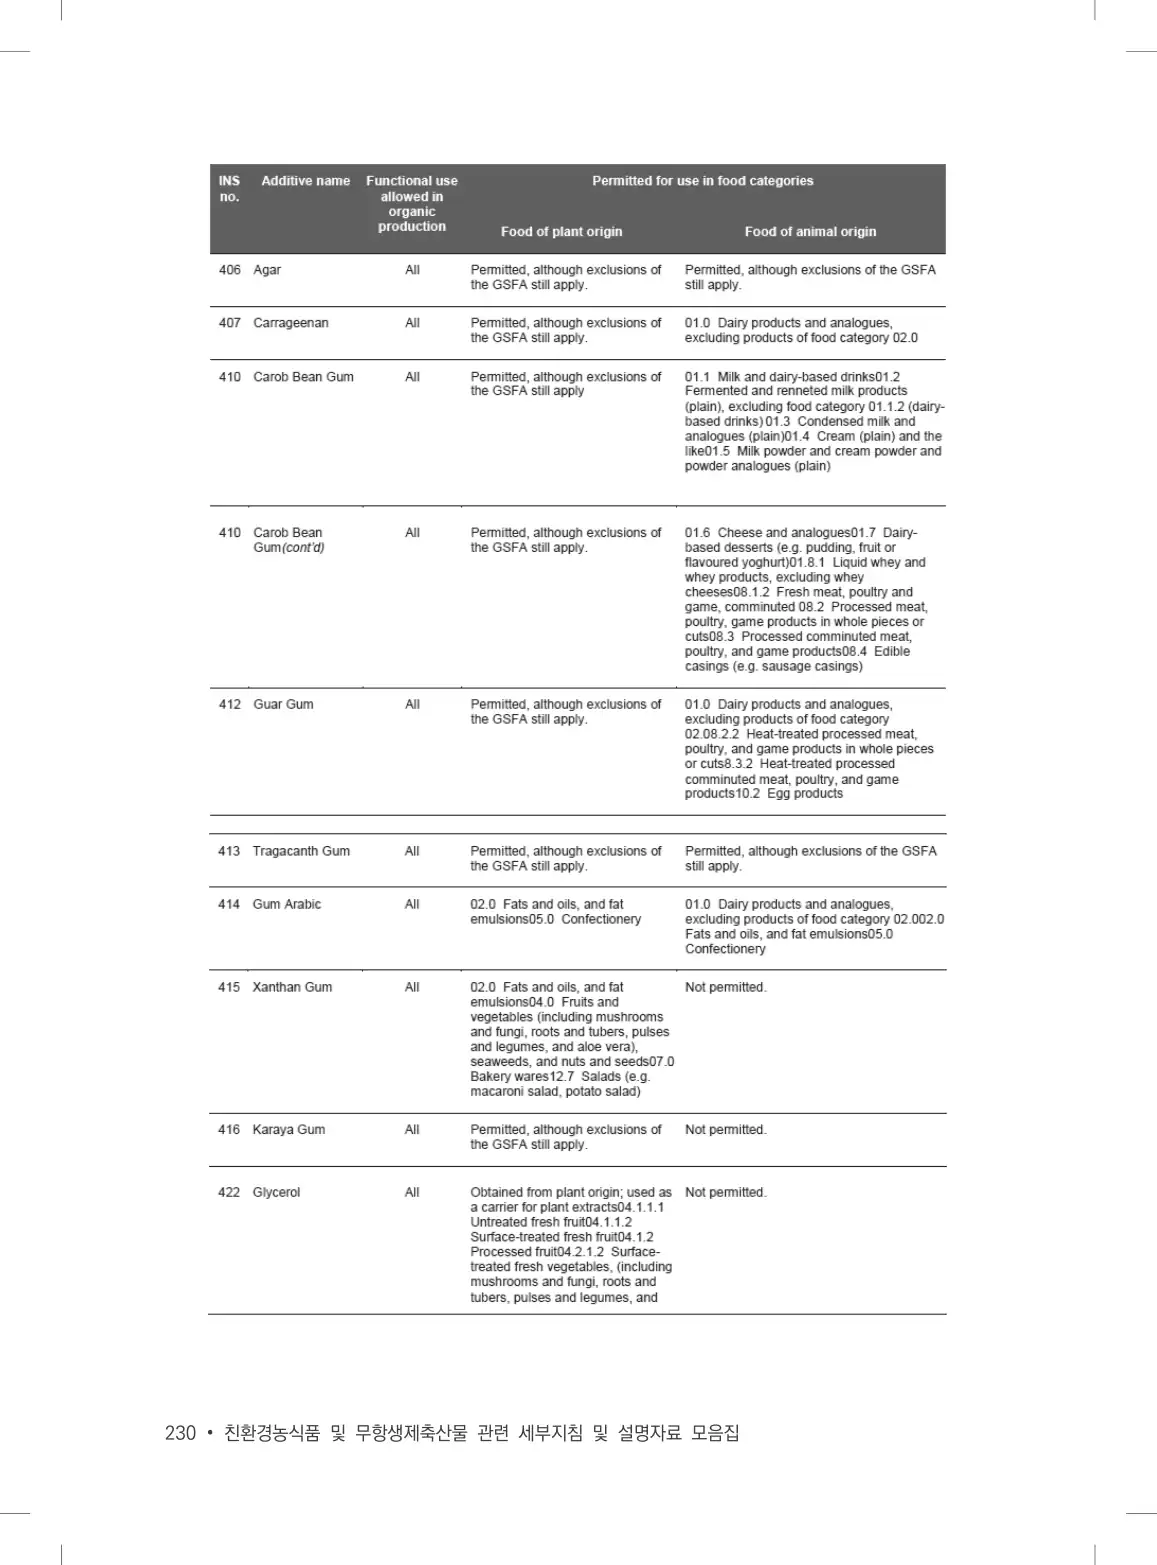 INS no. Additive name Functional use allowed in organic production Permitted for use in food categories
Food of plant origin Food of animal origin
406 Agar All Permitted, although exclusions of Permitted, although exclusions of the GSFA
the GSFA still apply. still apply.
407 Carrageenan All Permitted, although exclusions of 01.0 Dairy products and analogues,
the GSFA still apply. excluding products of food category 02.0
410 Carob Bean Gum All Permitted, although exclusions of 01.1 Milk and dairy-based drinks01.2
the GSFA still apply Fermented and renneted milk products
(plain), excluding food category 01.1.2 (dairy-
based drinks) 01.3 Condensed milk and
analogues (plain)01.4 Cream (plain) and the
like01.5 Milk powder and cream powder and
powder analogues (plain)
410 Carob Bean All Permitted, although exclusions of 01.6 Cheese and analogues01.7 Dairy-
Gum(cont'd) the GSFA still apply. based desserts (e.g. pudding, fruit or
flavoured yoghurt)01.8.1 Liquid whey and
whey products, excluding whey
cheeses08.1.2 Fresh meat, poultry and
game, comminuted 08.2 Processed meat,
poultry, game products in whole pieces or
cuts08.3 Processed comminuted meat,
poultry, and game products08.4 Edible
casings (e.g. sausage casings)
412 Guar Gum All Permitted, although exclusions of 01.0 Dairy products and analogues,
the GSFA still apply. excluding products of food category
02.08.2.2 Heat-treated processed meat,
poultry, and game products in whole pieces
or cuts8.3.2 Heat-treated processed
comminuted meat, poultry, and game
products10.2 Egg products
413 Tragacanth Gum All Permitted, although exclusions of Permitted, although exclusions of the GSFA
the GSFA still apply. still apply.
414 Gum Arabic All 02.0 Fats and oils, and fat 01.0 Dairy products and analogues,
emulsions05.0 Confectionery excluding products of food category 02.002.0
Fats and oils, and fat emulsions05.0
Confectionery
415 Xanthan Gum All 02.0 Fats and oils, and fat Not permitted.
emulsions04.0 Fruits and
vegetables (including mushrooms
and fungi, roots and tubers, pulses
and legumes, and aloe vera),
seaweeds, and nuts and seeds07.0
Bakery wares12.7 Salads (e.g.
macaroni salad, potato salad)
416 Karaya Gum All Permitted, although exclusions of Not permitted.
the GSFA still apply.
422 Glycerol All Obtained from plant origin; used as Not permitted.
a carrier for plant extracts04.1.1.1
Untreated fresh fruit04.1.1.2
Surface-treated fresh fruit04.1.2
Processed fruit04.2.1.2 Surface-
treated fresh vegetables, (including
mushrooms and fungi, roots and
tubers, pulses and legumes, and
230 • 친환경농식품 및 무항생제축산물 관련 세부지침 및 설명자료 모음집